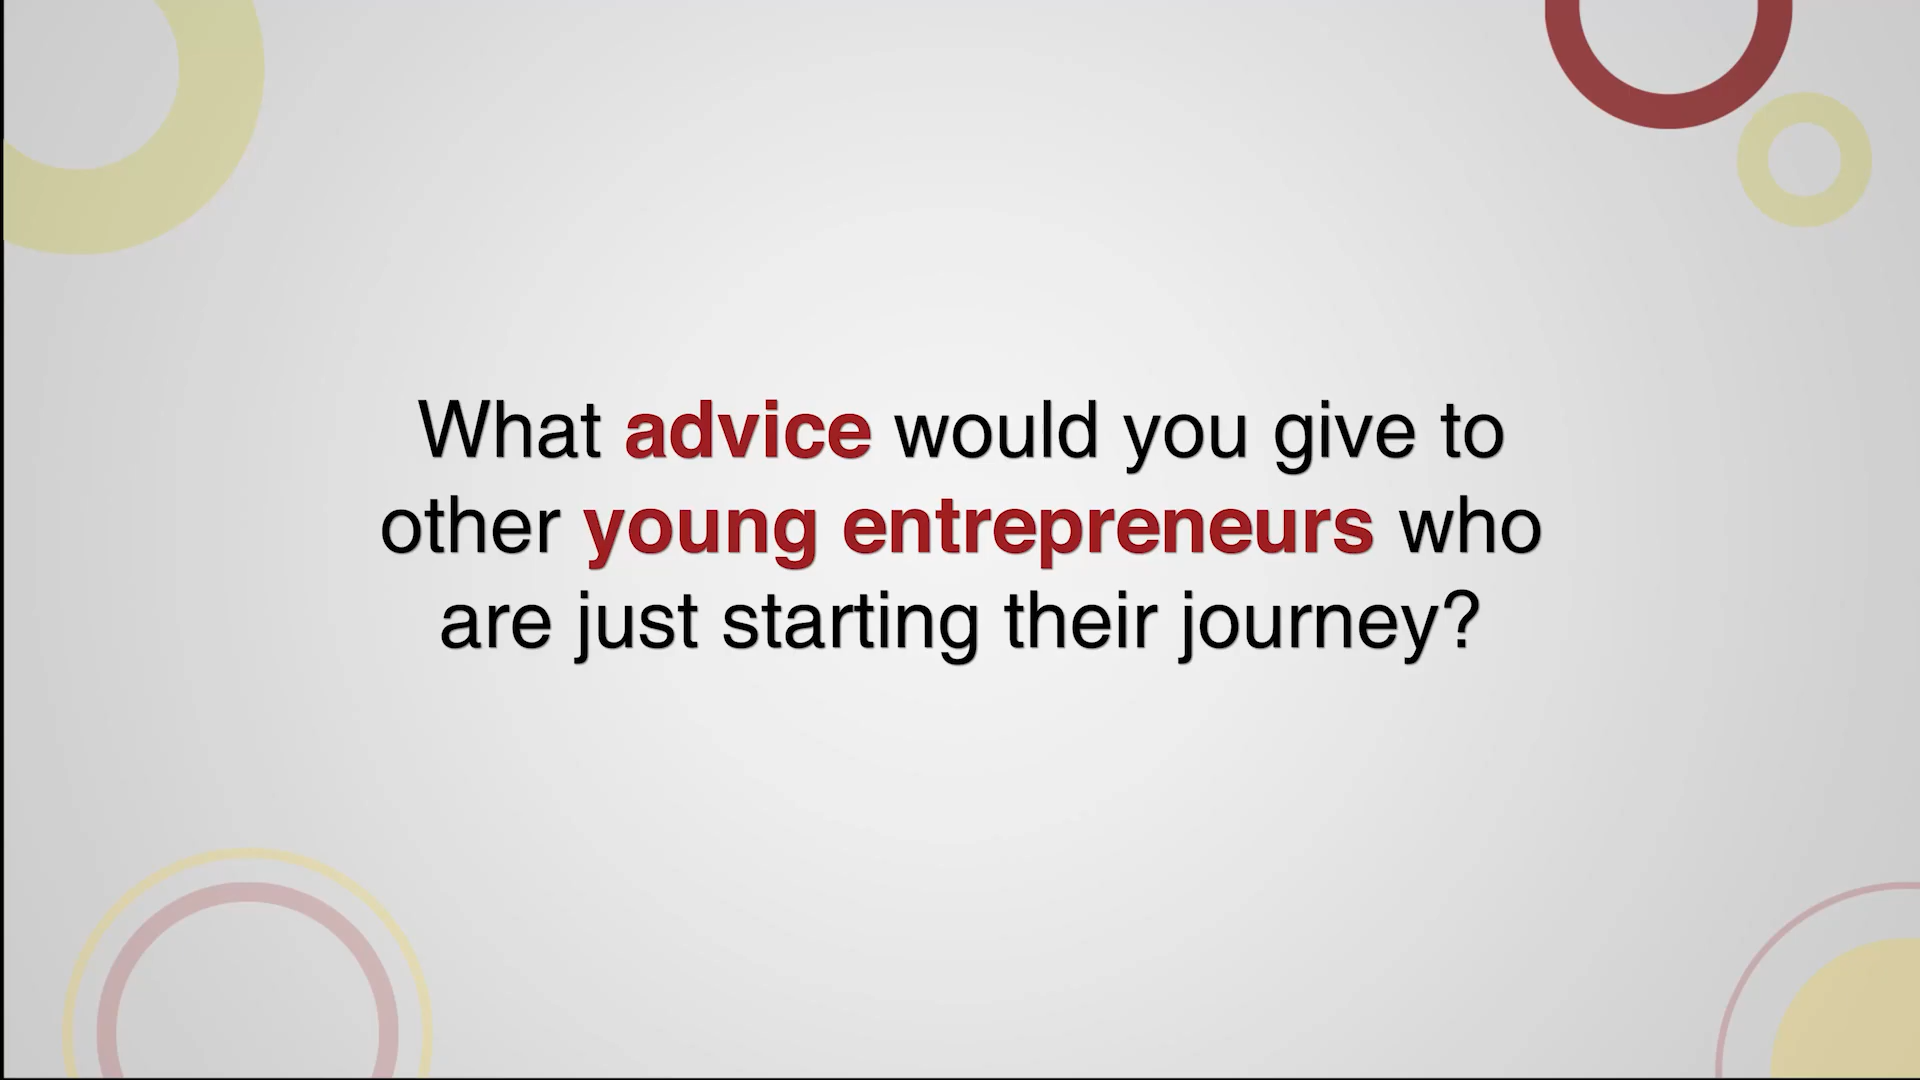 What advice would you give to
other young entrepreneurs who
are just starting their journey?